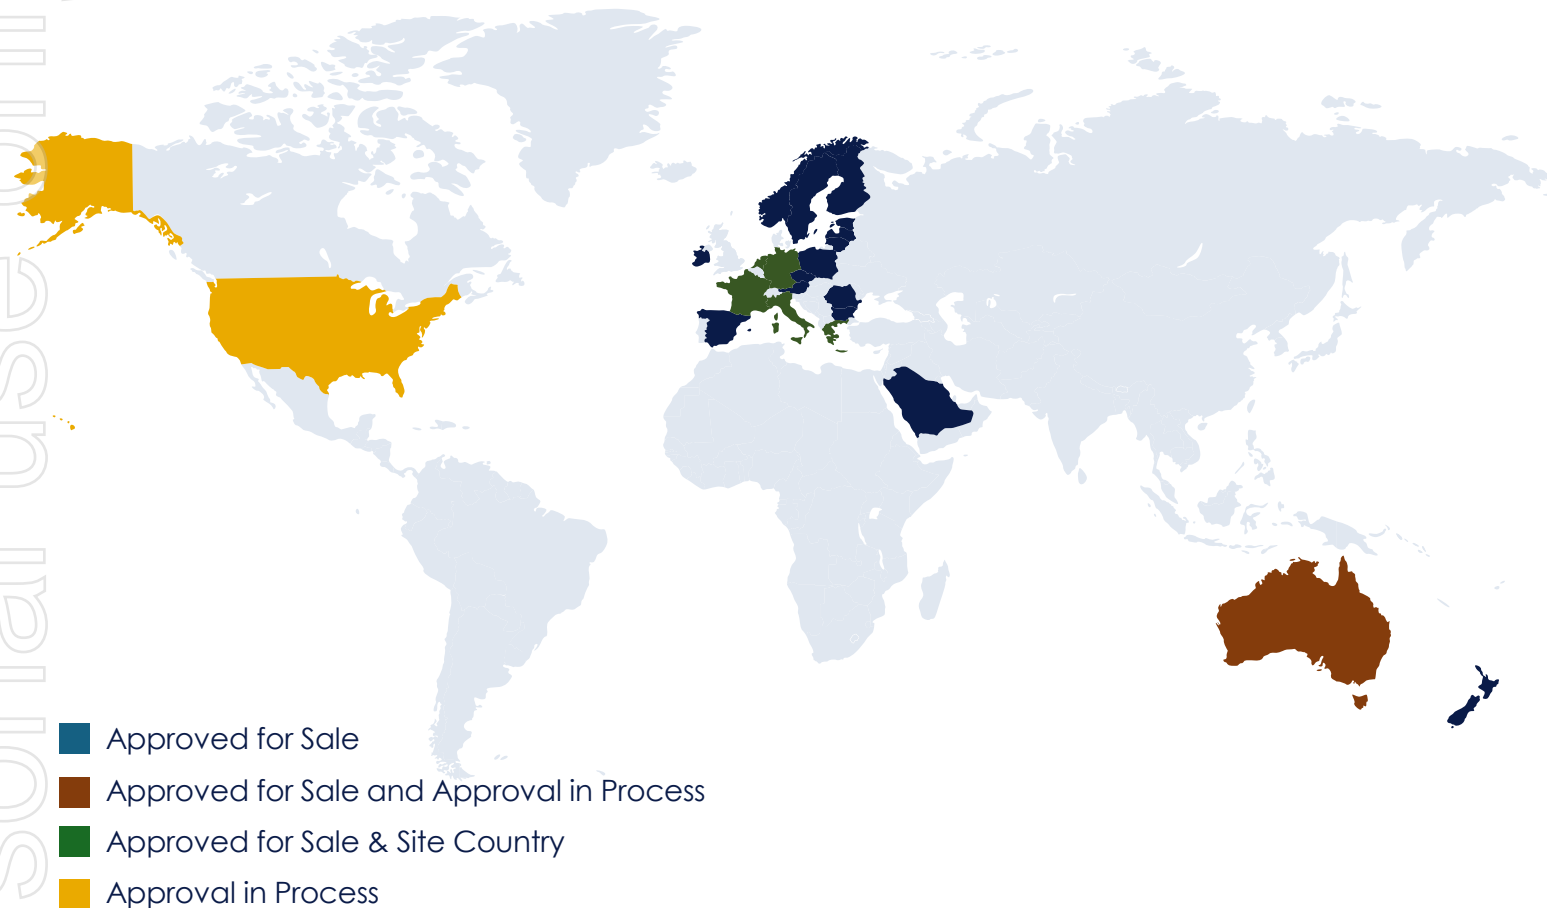 Approved for Sale
Approved for Sale and Approval in Process
Approved for Sale & Site Country
Approval in Process